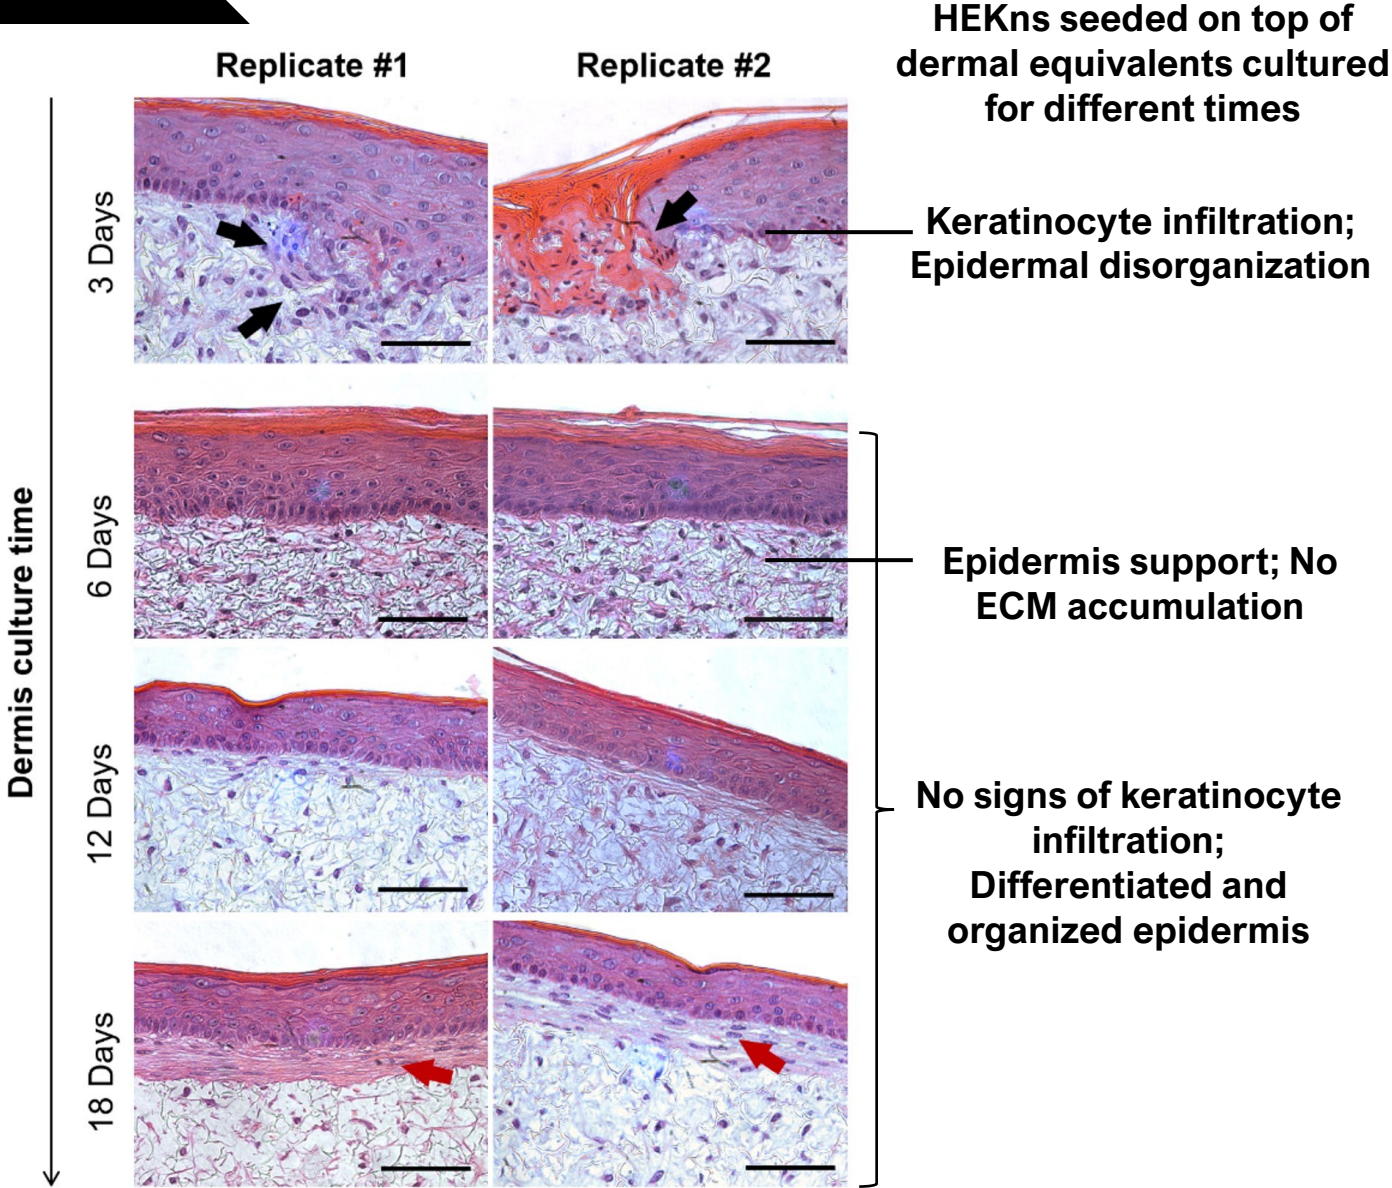 HEKns seeded on top of
dermal equivalents cultured
for different times
Replicate #1
Replicate #2
Dermis culture time
3 Days
Keratinocyte infiltration;
Epidermal disorganization
6 Days
Epidermis support; No
ECM accumulation
12 Days
No signs of keratinocyte
infiltration;
Differentiated and
organized epidermis
18 Days